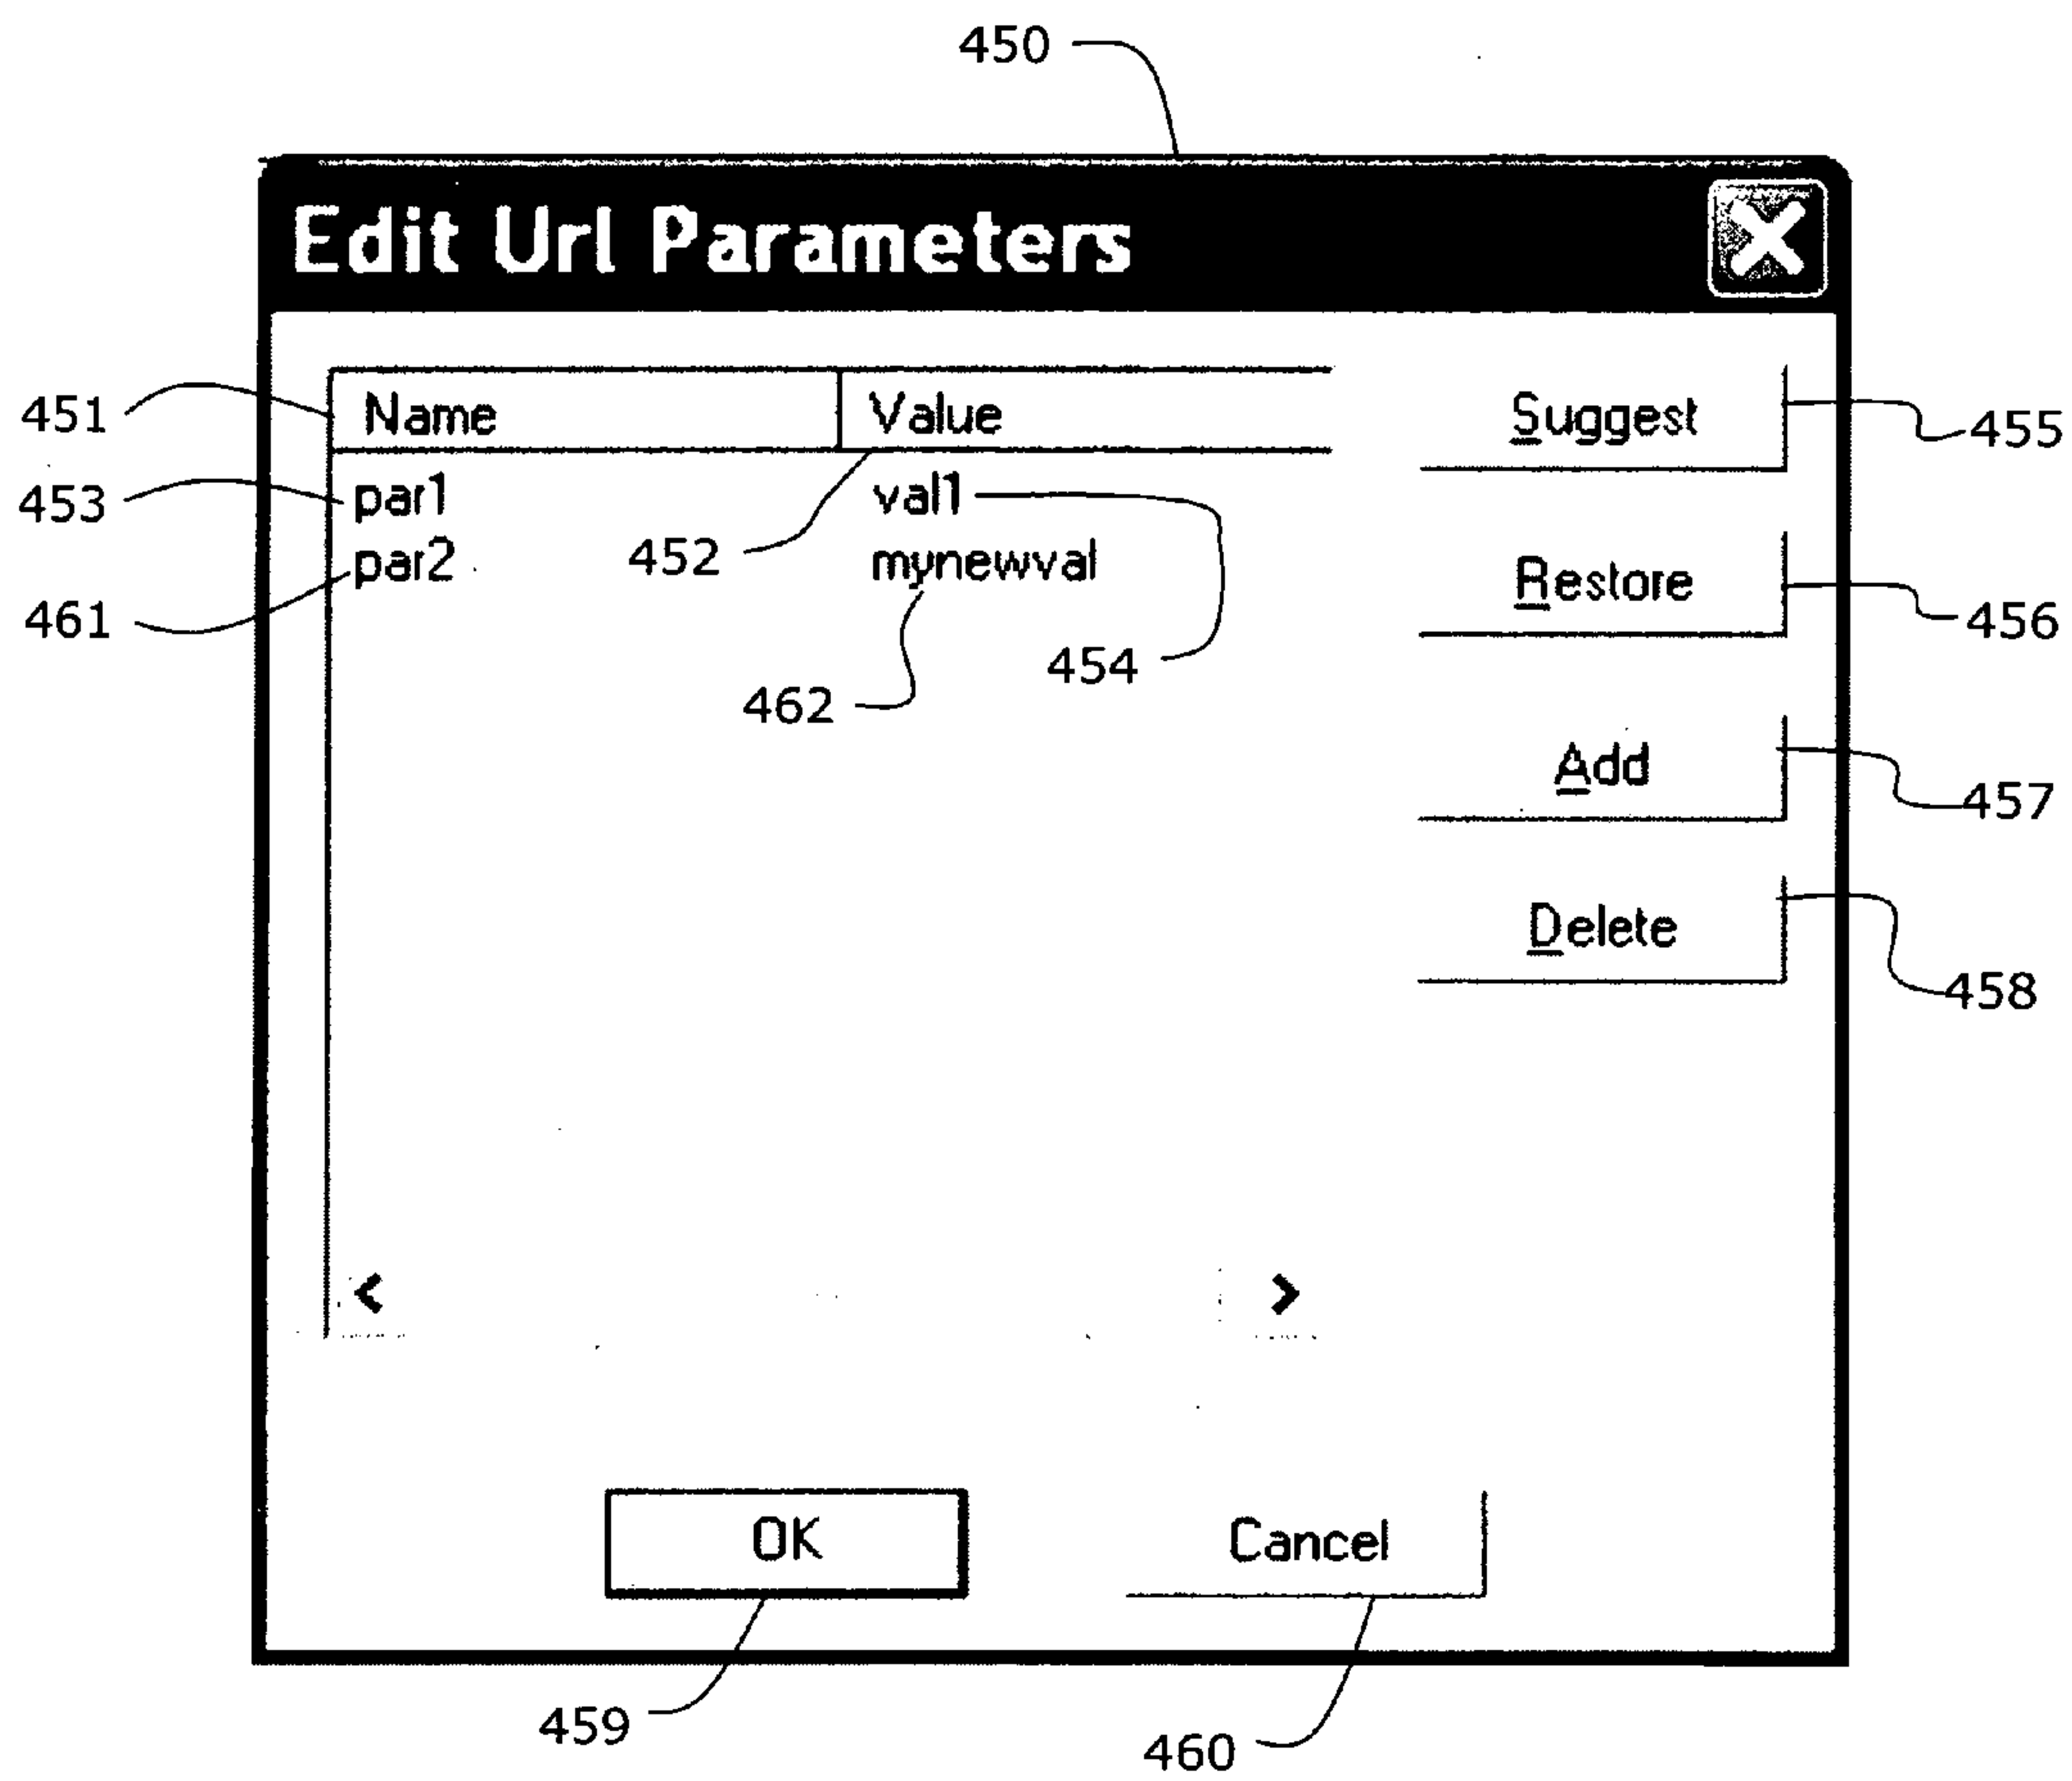 450
Edit Url Parameters
451
Name
Value
Suggest
455
453
par1
val1
452
par2
mynewval
Restore
456
461
454
462
Add
457
Delete
458
< >
OK
Cancel
459
460